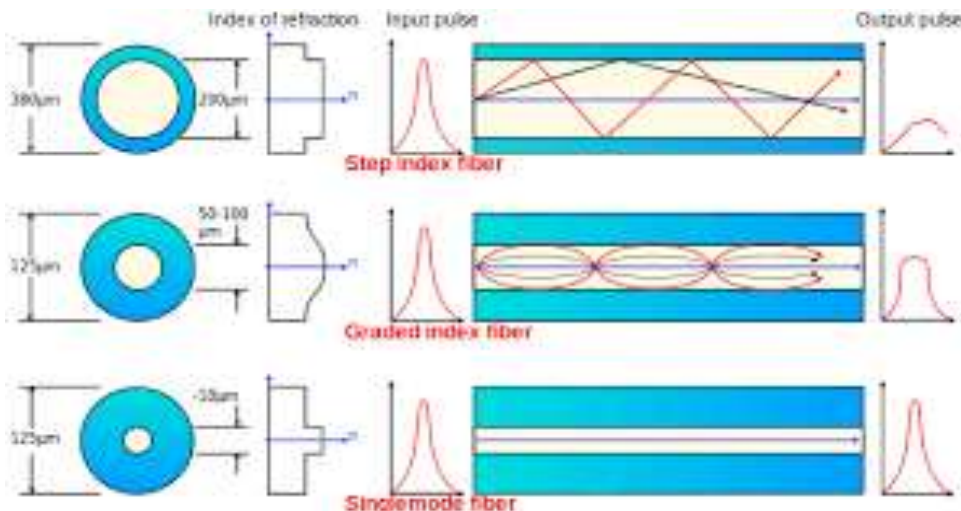 Index of refraction Input pulse Output pulse
380µm 200µm n
Step index fiber
50-100
µm
125µm n
Graded index fiber
~10µm
125µm n
Singlemode fiber